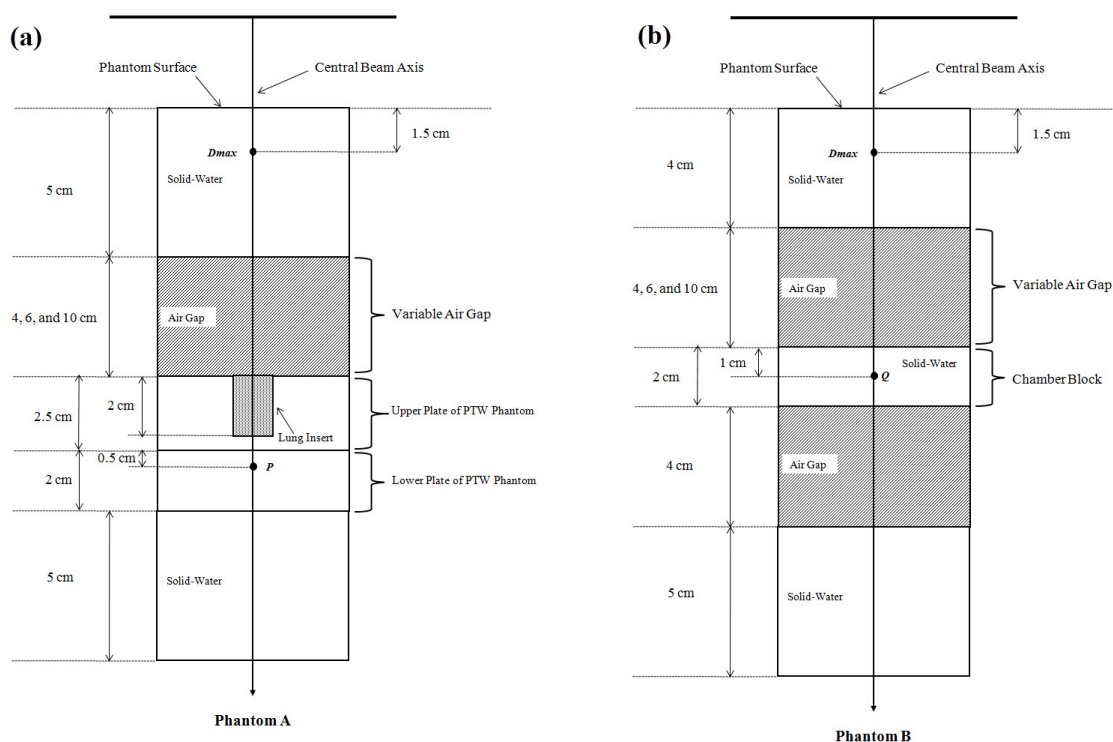 (a)
Phantom Surface
Central Beam Axis
1.5 cm
Dmax
Solid-Water
5 cm
4, 6, and 10 cm
Air Gap
Variable Air Gap
2.5 cm
2 cm
Lung Insert
Upper Plate of PTW Phantom
0.5 cm
P
2 cm
Lower Plate of PTW Phantom
5 cm
Solid-Water
Phantom A
(b)
Phantom Surface
Central Beam Axis
1.5 cm
Dmax
4 cm
Solid-Water
4, 6, and 10 cm
Air Gap
Variable Air Gap
1 cm
Solid-Water
2 cm
Q
Chamber Block
4 cm
Air Gap
5 cm
Solid-Water
Phantom B